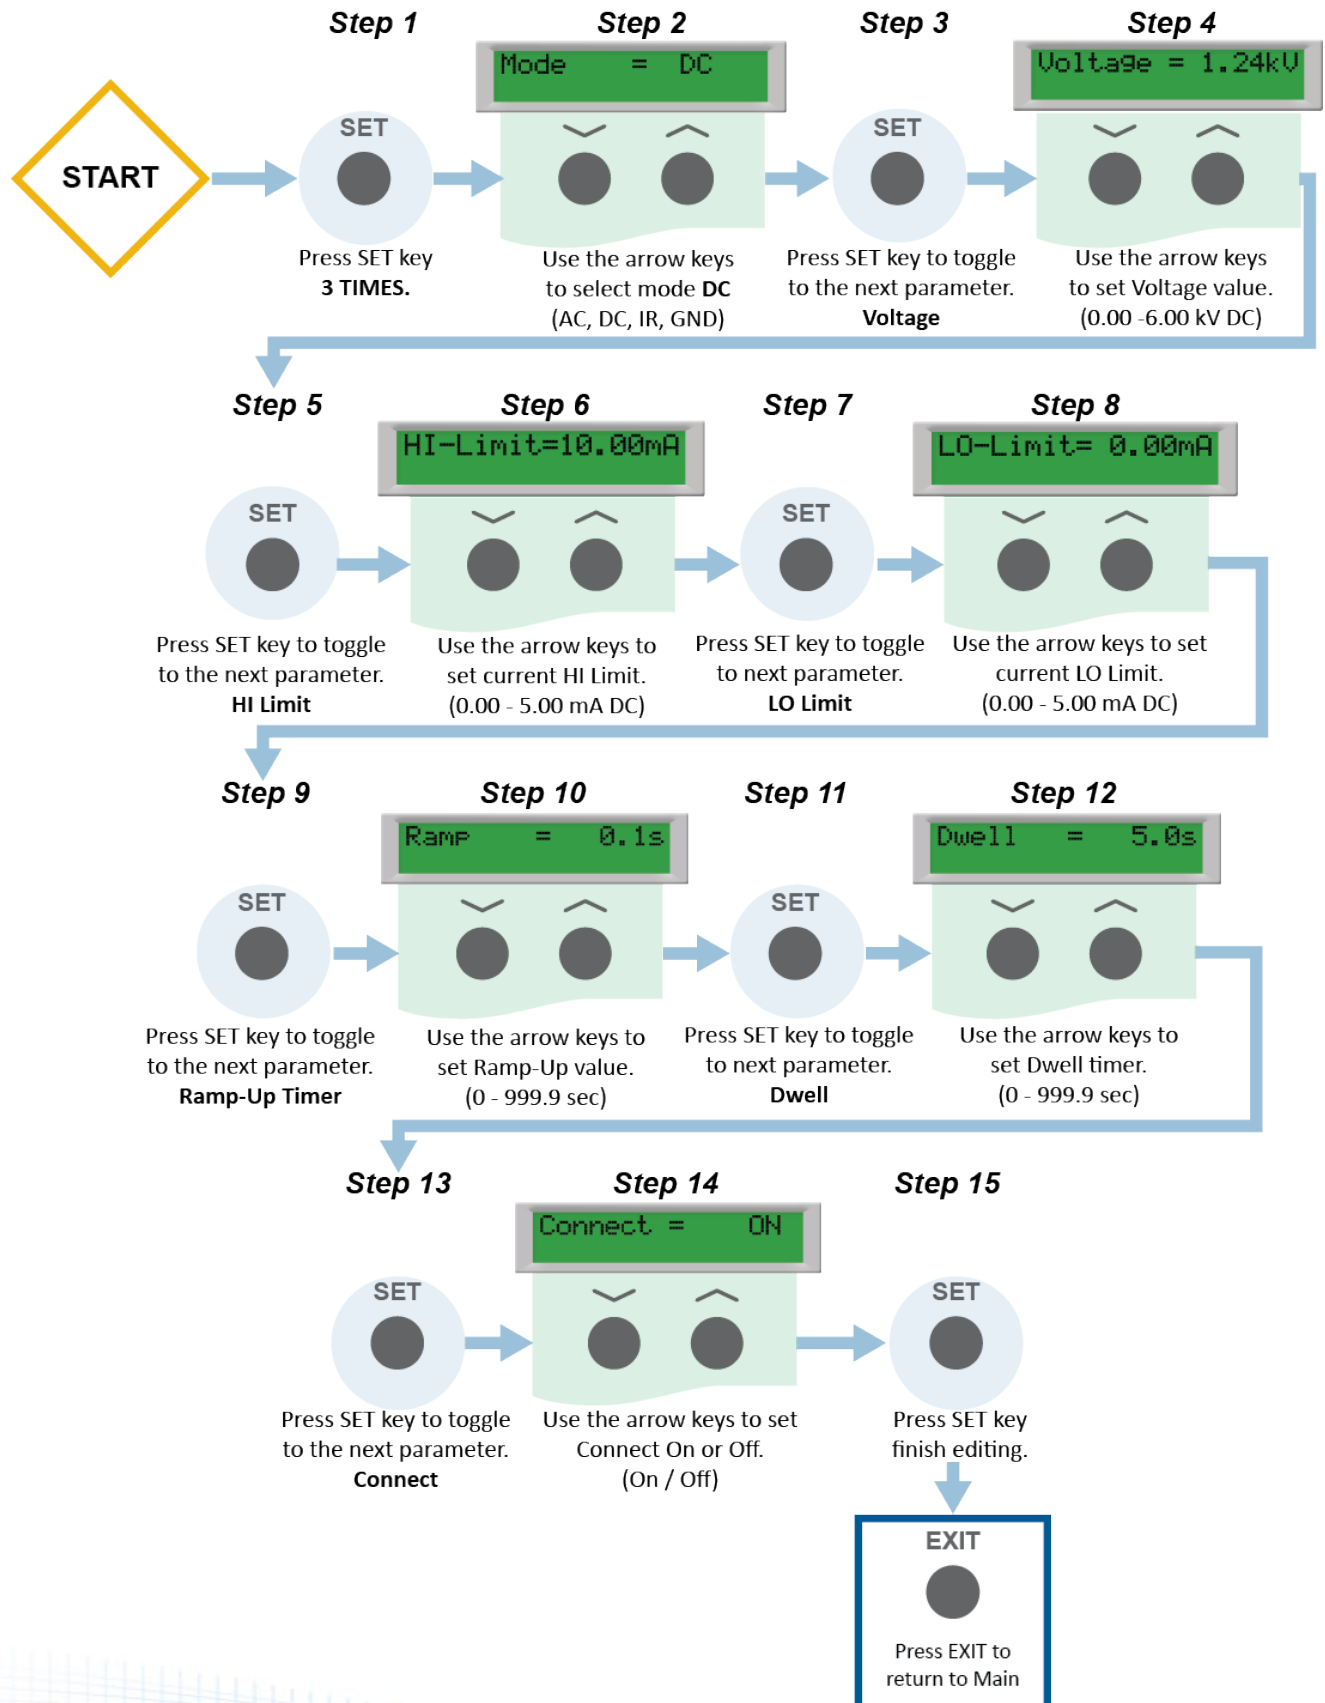 Step 1
Step 2
Step 3
Step 4
Mode = DC
Voltage = 1.24kV
START
SET
SET
Press SET key
3 TIMES.
Use the arrow keys
to select mode DC
(AC, DC, IR, GND)
Press SET key to toggle
to the next parameter.
Voltage
Use the arrow keys
to set Voltage value.
(0.00 -6.00 kV DC)
Step 5
Step 6
Step 7
Step 8
HI-Limit=10.00mA
LO-Limit= 0.00mA
SET
SET
Press SET key to toggle
to the next parameter.
HI Limit
Use the arrow keys to
set current HI Limit.
(0.00 - 5.00 mA DC)
Press SET key to toggle
to next parameter.
LO Limit
Use the arrow keys to set
current LO Limit.
(0.00 - 5.00 mA DC)
Step 9
Step 10
Step 11
Step 12
Ramp = 0.1s
Dwell = 5.0s
SET
SET
Press SET key to toggle
to the next parameter.
Ramp-Up Timer
Use the arrow keys to
set Ramp-Up value.
(0 - 999.9 sec)
Press SET key to toggle
to next parameter.
Dwell
Use the arrow keys to
set Dwell timer.
(0 - 999.9 sec)
Step 13
Step 14
Step 15
Connect = ON
SET
SET
Press SET key to toggle
to the next parameter.
Connect
Use the arrow keys to set
Connect On or Off.
(On / Off)
Press SET key
finish editing.
EXIT
Press EXIT to
return to Main